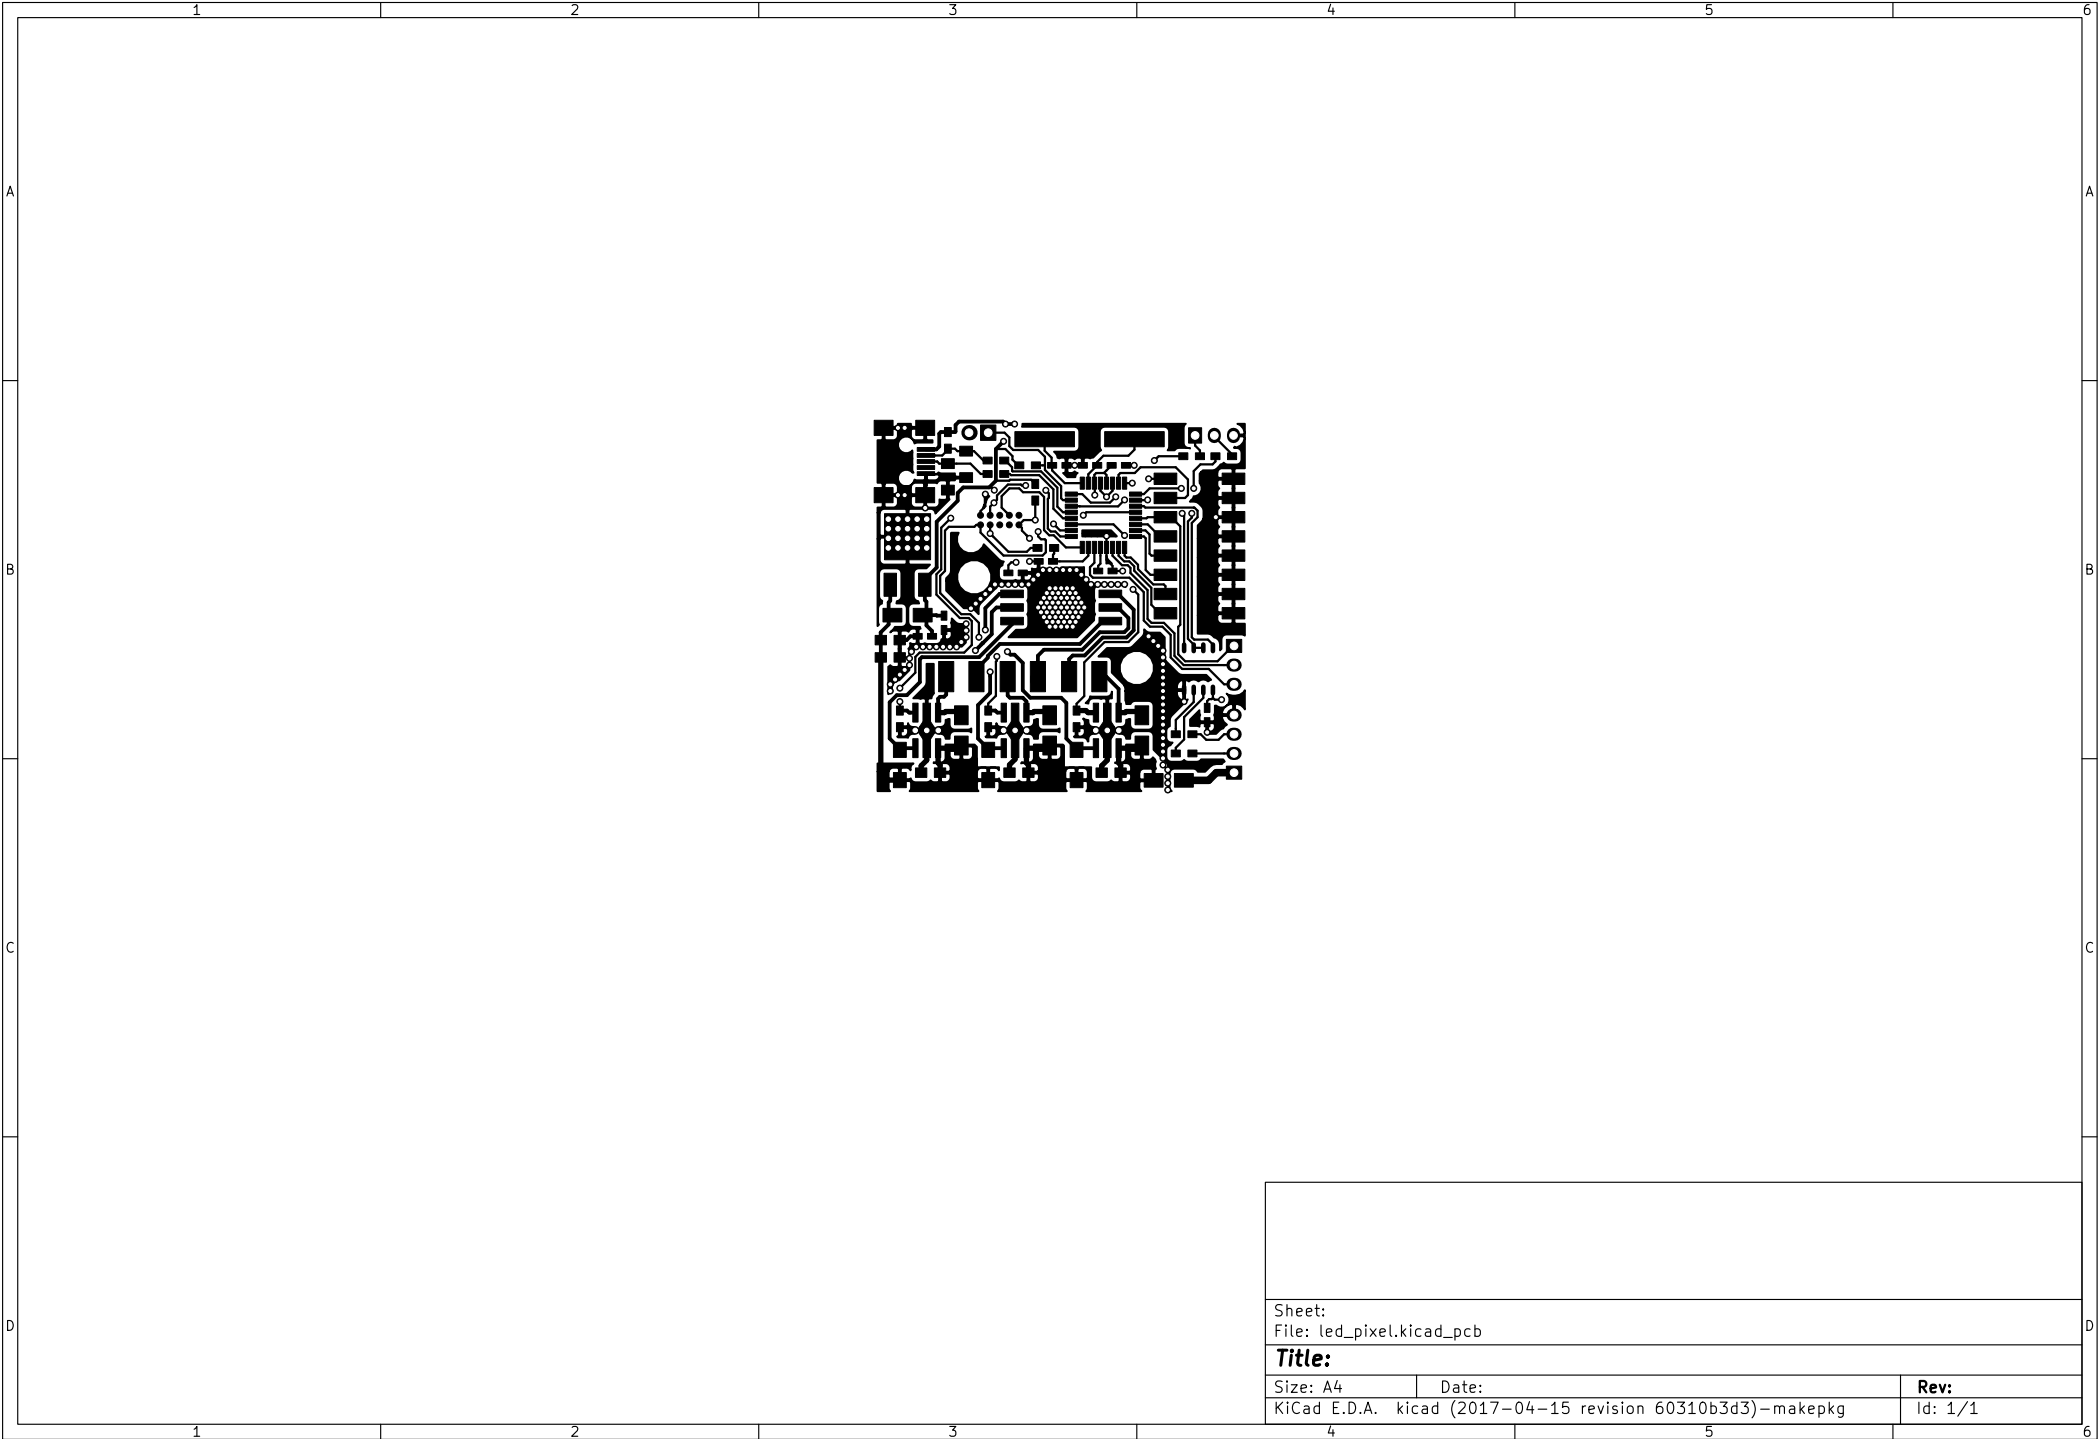 1 2 3 4 5 6
A A
B B
C C
D D
Sheet:
File: led_pixel.kicad_pcb
Title:
Size: A4 Date: Rev:
KiCad E.D.A. kicad (2017-04-15 revision 60310b3d3)-makepkg Id: 1/1
1 2 3 4 5 6